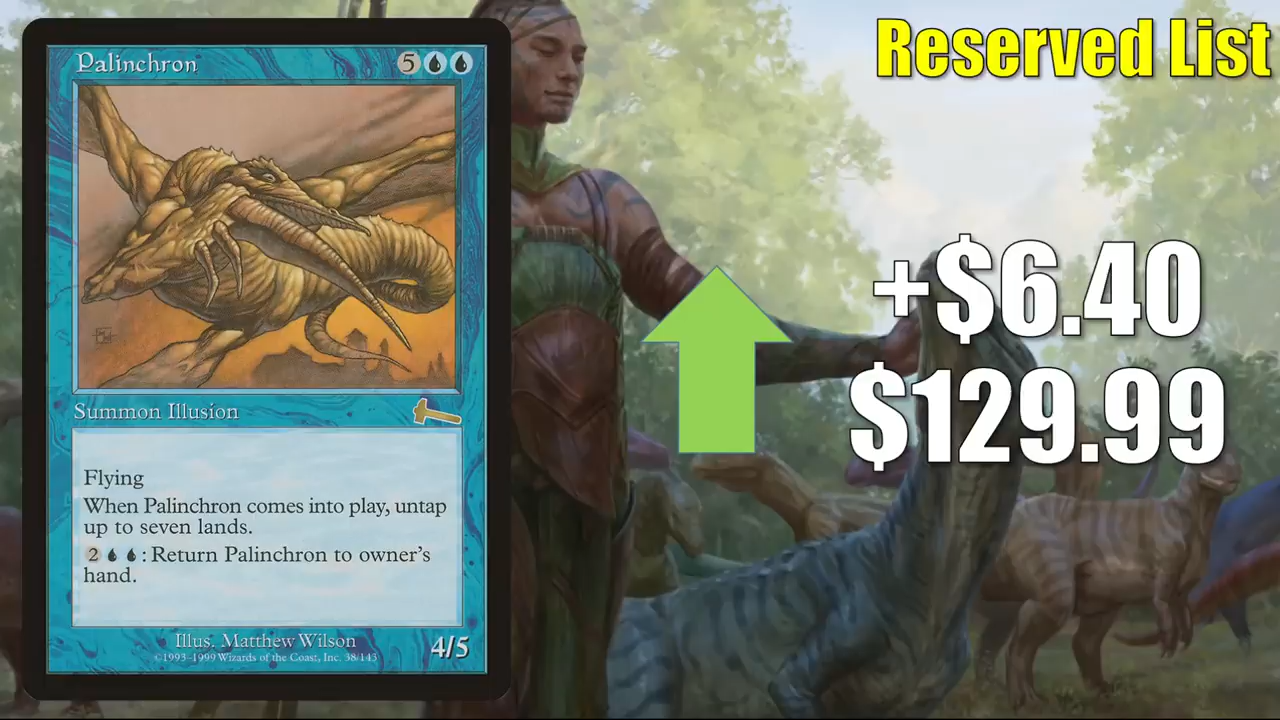 Palinchron 5
Reserved List
+$6.40
$129.99
Summon Illusion
Flying
When Palinchron comes into play, untap
up to seven lands.
2 : Return Palinchron to owner's
hand.
Illus. Matthew Wilson
©1993-1999 Wizards of the Coast, Inc. 38/143
4/5